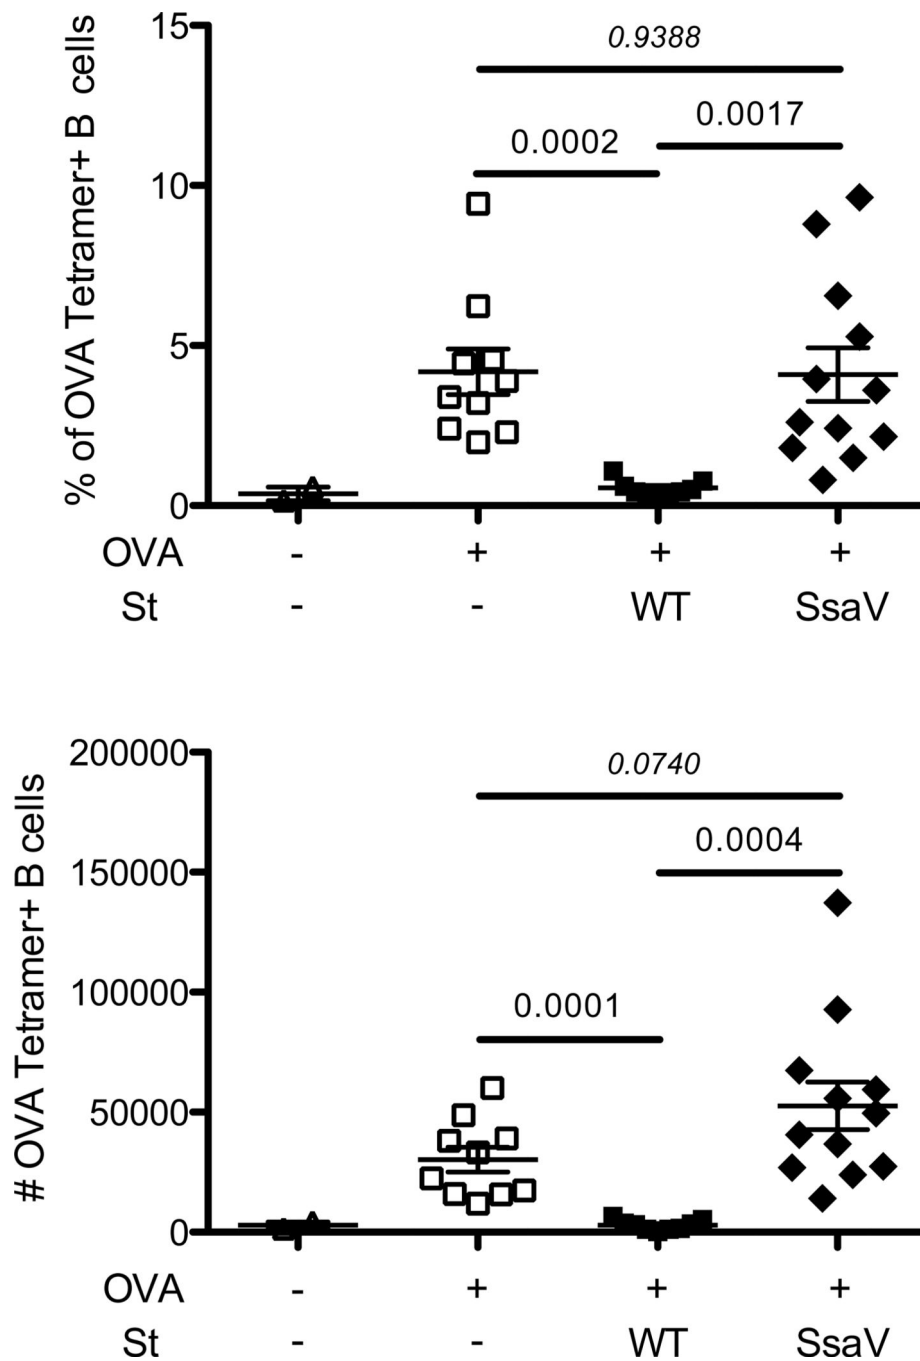 % of OVA Tetramer+ B cells
15
10
5
0
0.9388
0.0002
0.0017
OVA - + + +
St - - WT SsaV
# OVA Tetramer+ B cells
200000
150000
100000
50000
0
0.0740
0.0004
0.0001
OVA - + + +
St - - WT SsaV